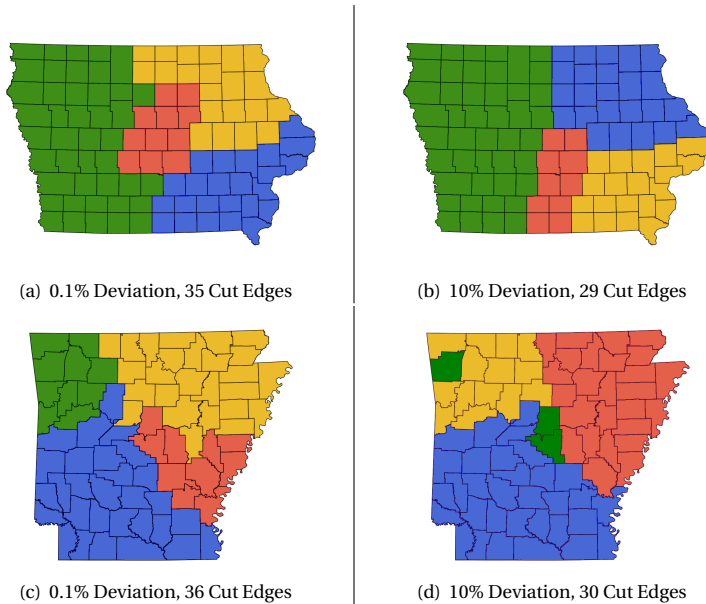 (a) 0.1% Deviation, 35 Cut Edges
(b) 10% Deviation, 29 Cut Edges
(c) 0.1% Deviation, 36 Cut Edges
(d) 10% Deviation, 30 Cut Edges